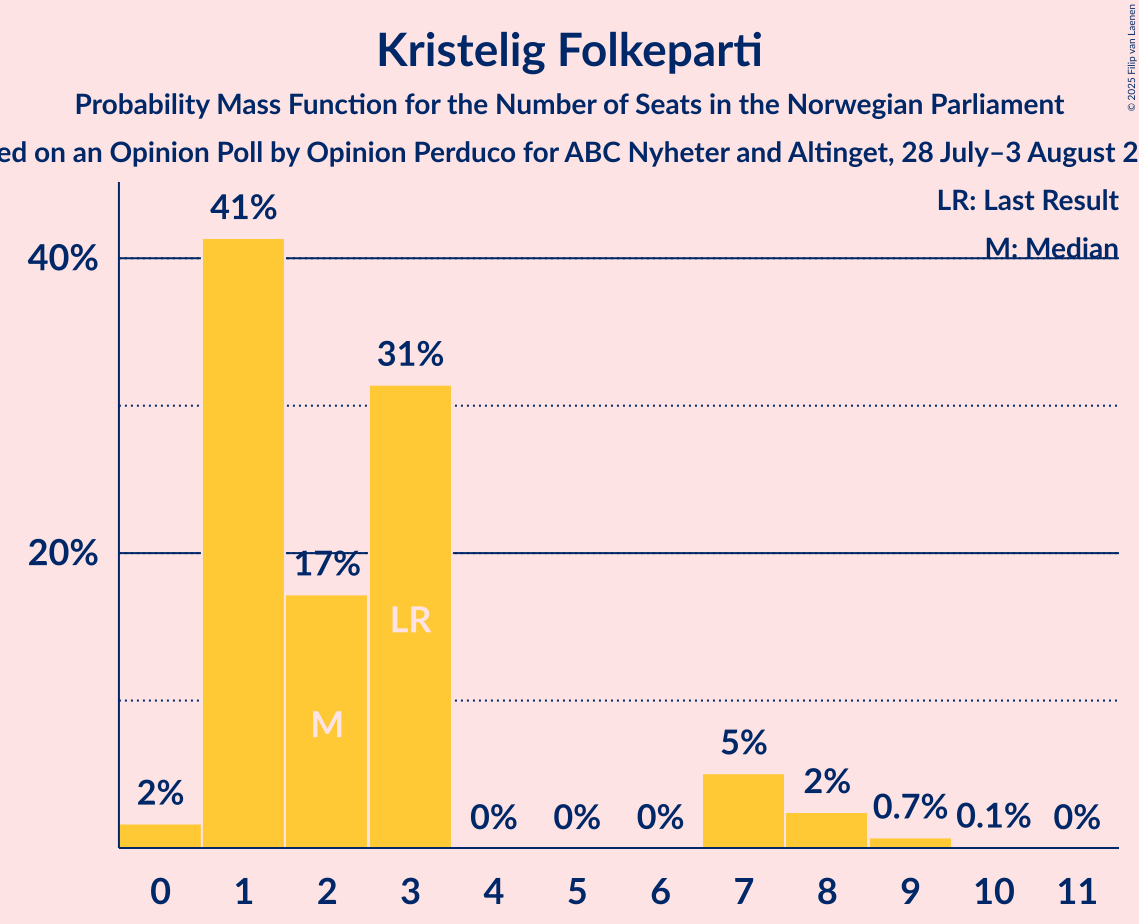 Kristelig Folkeparti
Probability Mass Function for the Number of Seats in the Norwegian Parliament
on an Opinion Poll by Opinion Perduco for ABC Nyheter and Altinget, 28 July–3 August
© 2025 Filip van Laenen
LR: Last Result
M: Median
40%
20%
2%
41%
17%
31%
0%
0%
0%
5%
2%
0.7%
0.1%
0%
LR
M
0 1 2 3 4 5 6 7 8 9 10 11